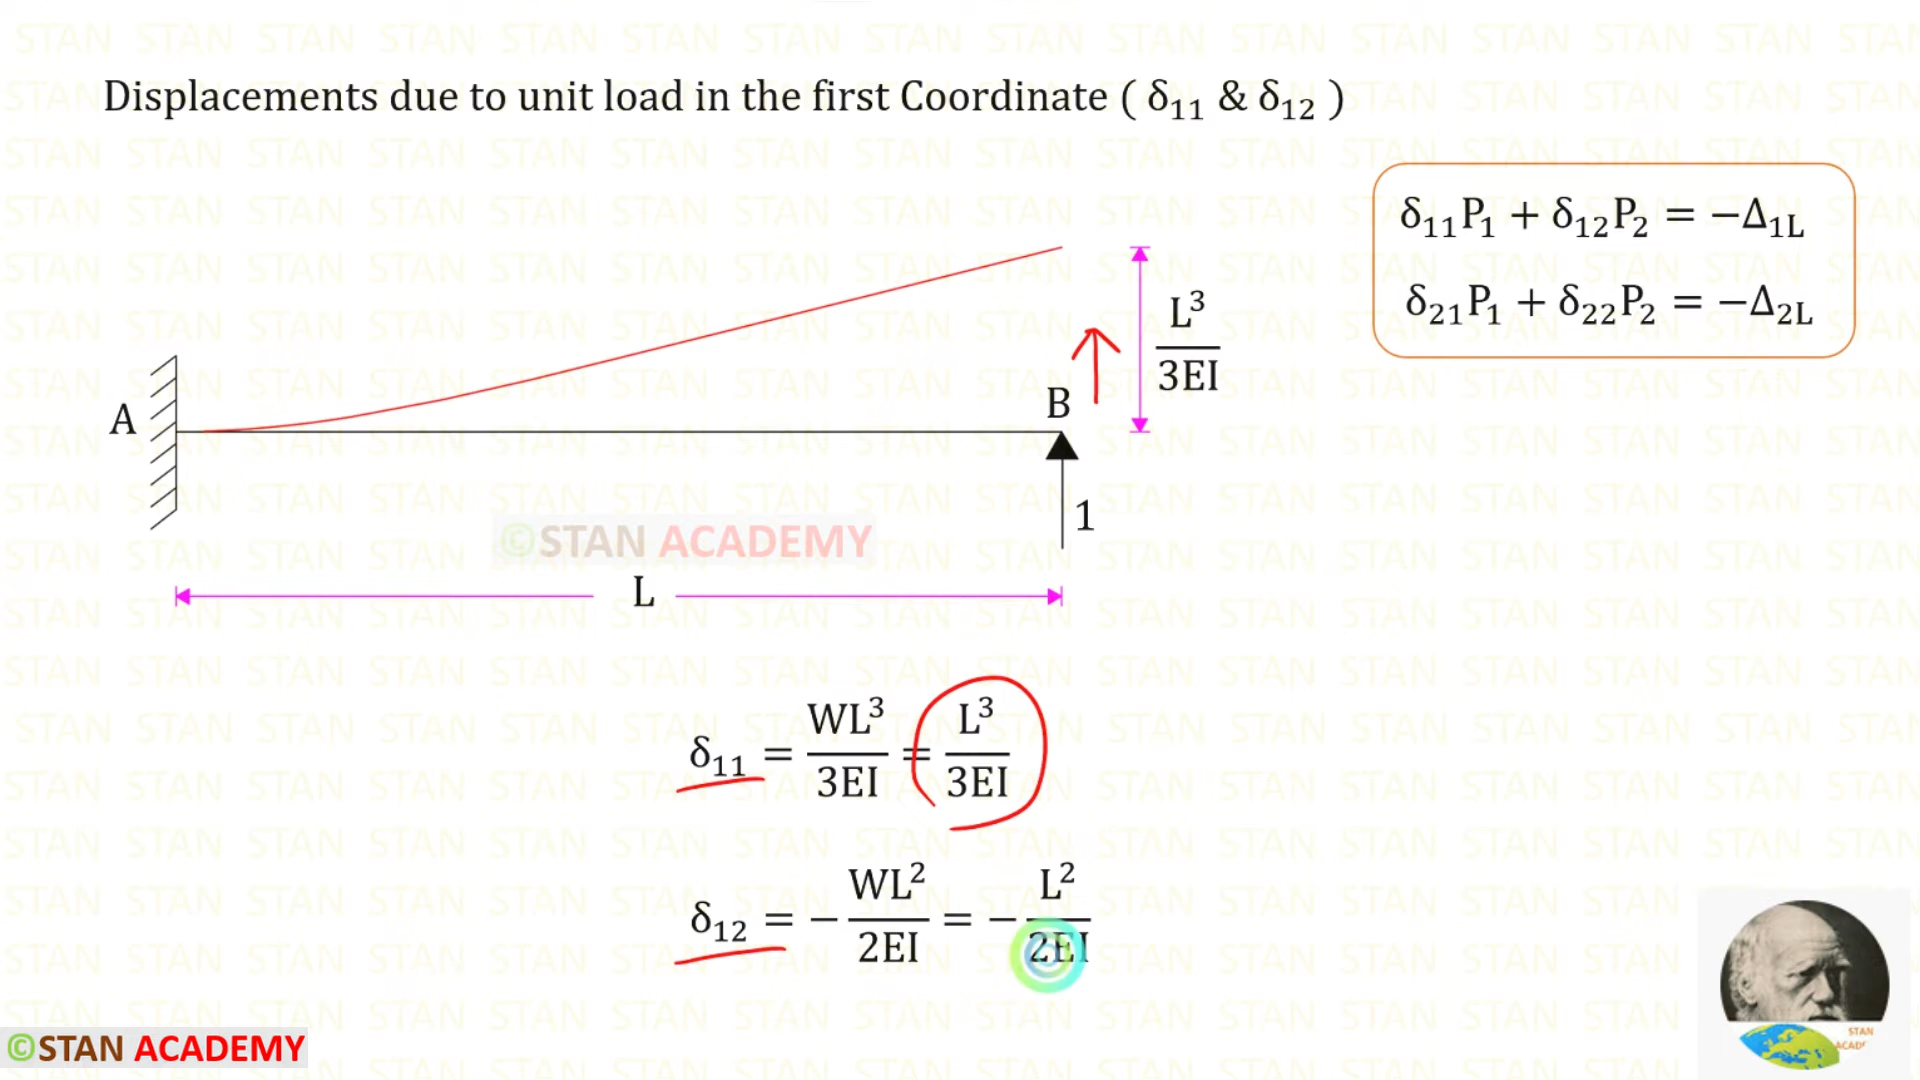 Displacements due to unit load in the first Coordinate ( δ₁₁ & δ₁₂ )
δ₁₁P₁ + δ₁₂P₂ = −Δ₁L
δ₂₁P₁ + δ₂₂P₂ = −Δ₂L
L³/3EI
A
B
1
©STAN ACADEMY
L
δ₁₁ = WL³/3EI = L³/3EI
δ₁₂ = − WL²/2EI = − L²/2EI
©STAN ACADEMY
STAN